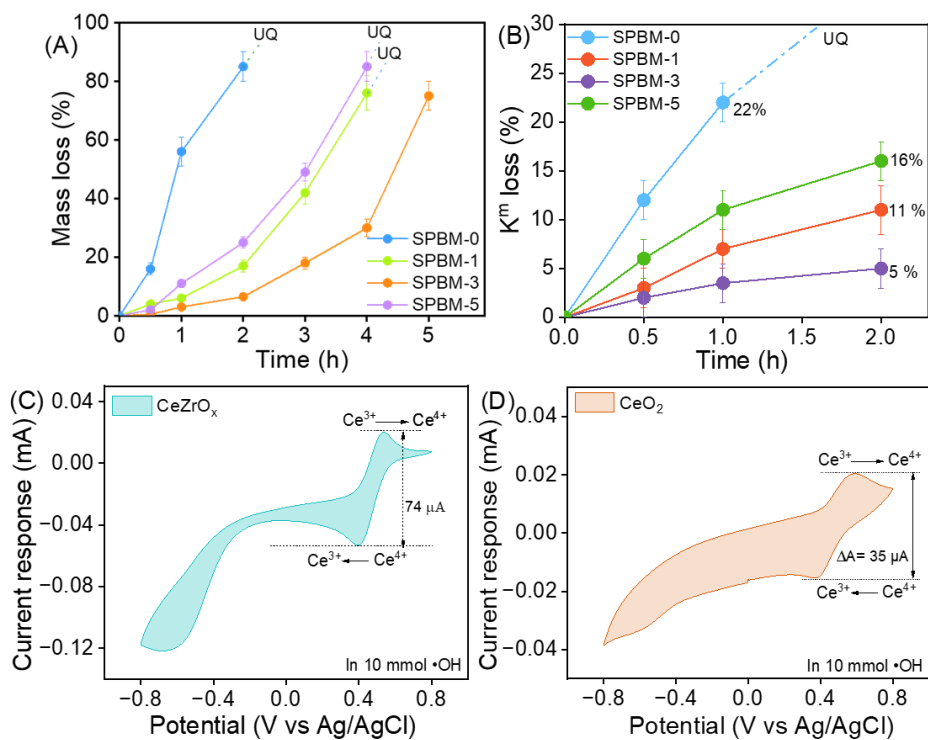 (A)
UQ
UQ
UQ
Mass loss (%)
100
80
60
40
20
0
SPBM-0
SPBM-1
SPBM-3
SPBM-5
0 1 2 3 4 5
Time (h)
(B)
SPBM-0
SPBM-1
SPBM-3
SPBM-5
UQ
22%
16%
11 %
5 %
Kᵐ loss (%)
30
25
20
15
10
5
0
0.0 0.5 1.0 1.5 2.0
Time (h)
(C)
CeZrOₓ
Ce³⁺ → Ce⁴⁺
74 µA
Ce³⁺ ← Ce⁴⁺
In 10 mmol •OH
Current response (mA)
0.04
0.00
−0.04
−0.08
−0.12
−0.8 −0.4 0.0 0.4 0.8
Potential (V vs Ag/AgCl)
(D)
CeO₂
Ce³⁺ → Ce⁴⁺
ΔA= 35 µA
Ce³⁺ ← Ce⁴⁺
In 10 mmol •OH
Current response (mA)
0.04
0.02
0.00
−0.02
−0.04
−0.8 −0.4 0.0 0.4 0.8
Potential (V vs Ag/AgCl)